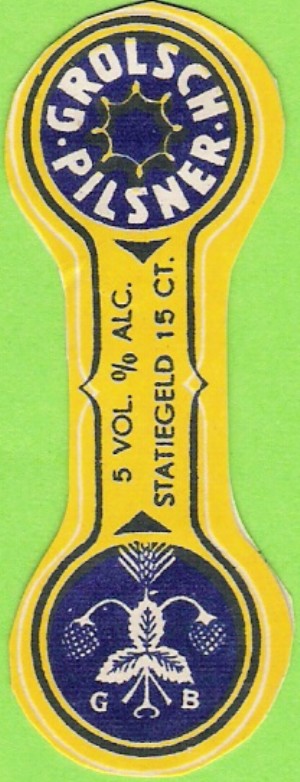 GROLSCH
PILSNER
5 VOL. % ALC.
STATIEGELD 15 CT.
G B